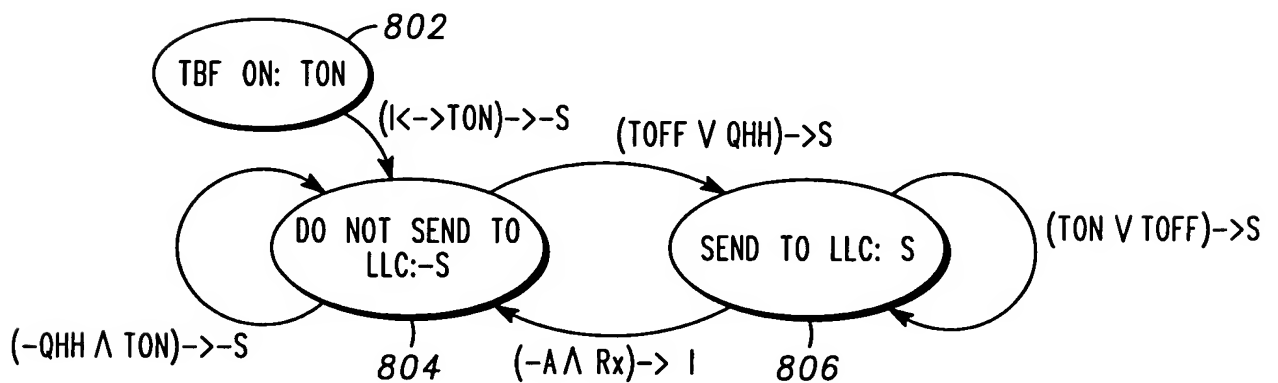 802
TBF ON: TON
(I<->TON)->-S
(TOFF V QHH)->S
DO NOT SEND TO
LLC:-S
SEND TO LLC: S
(TON V TOFF)->S
(-QHH Λ TON)->-S
804
(-A Λ Rx)-> I
806